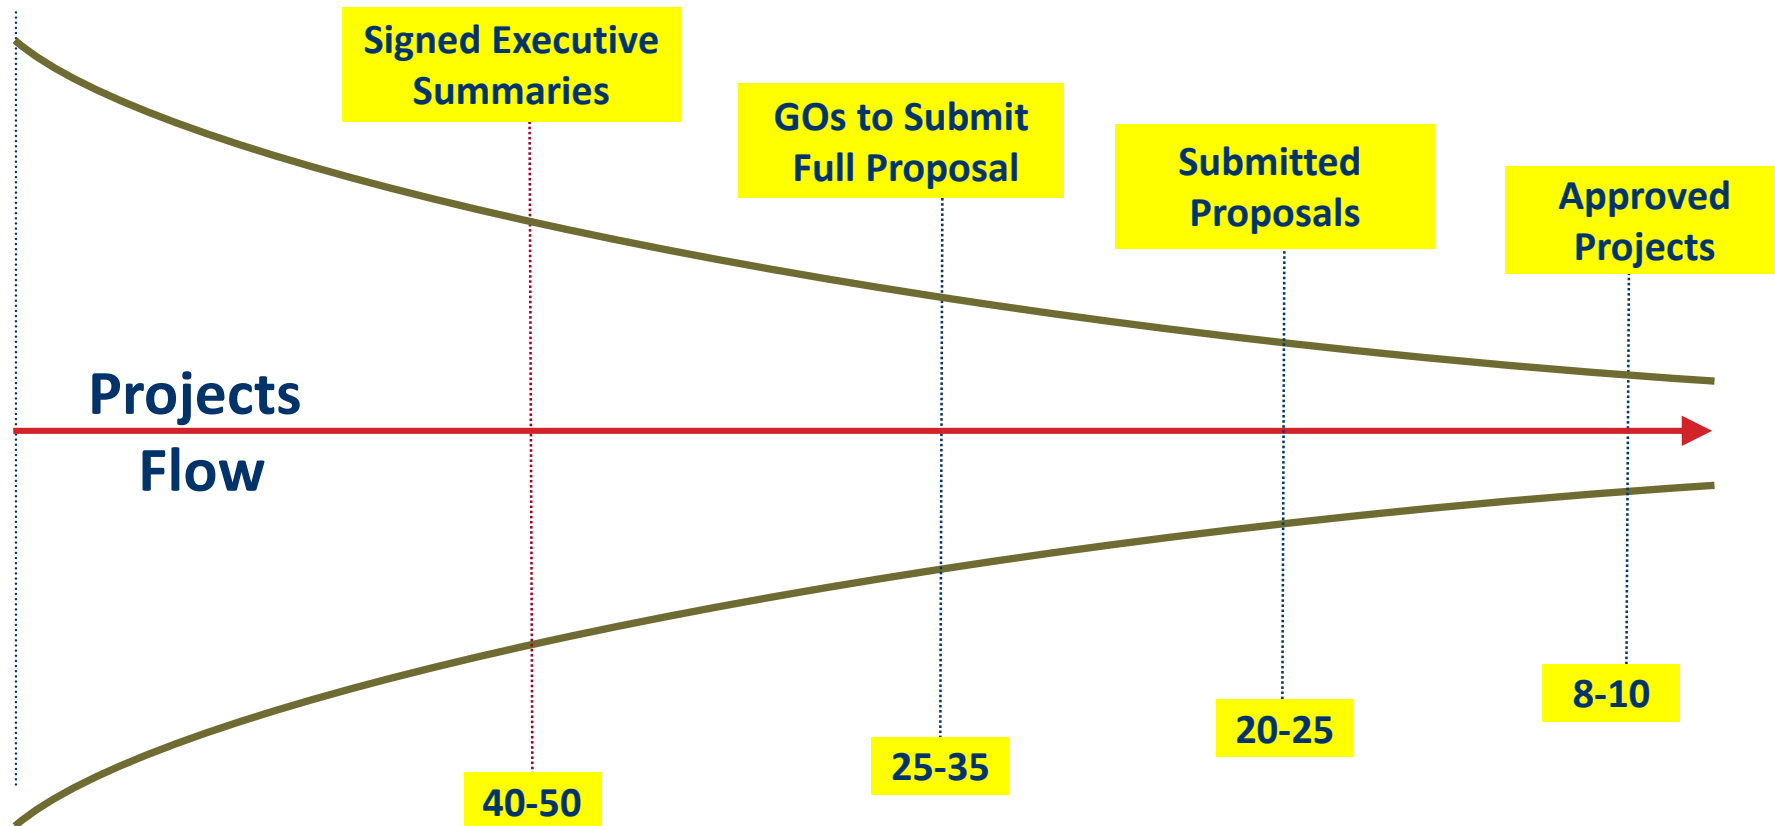 Signed Executive
Summaries
GOs to Submit
Full Proposal
Submitted
Proposals
Approved
Projects
Projects
Flow
40-50
25-35
20-25
8-10